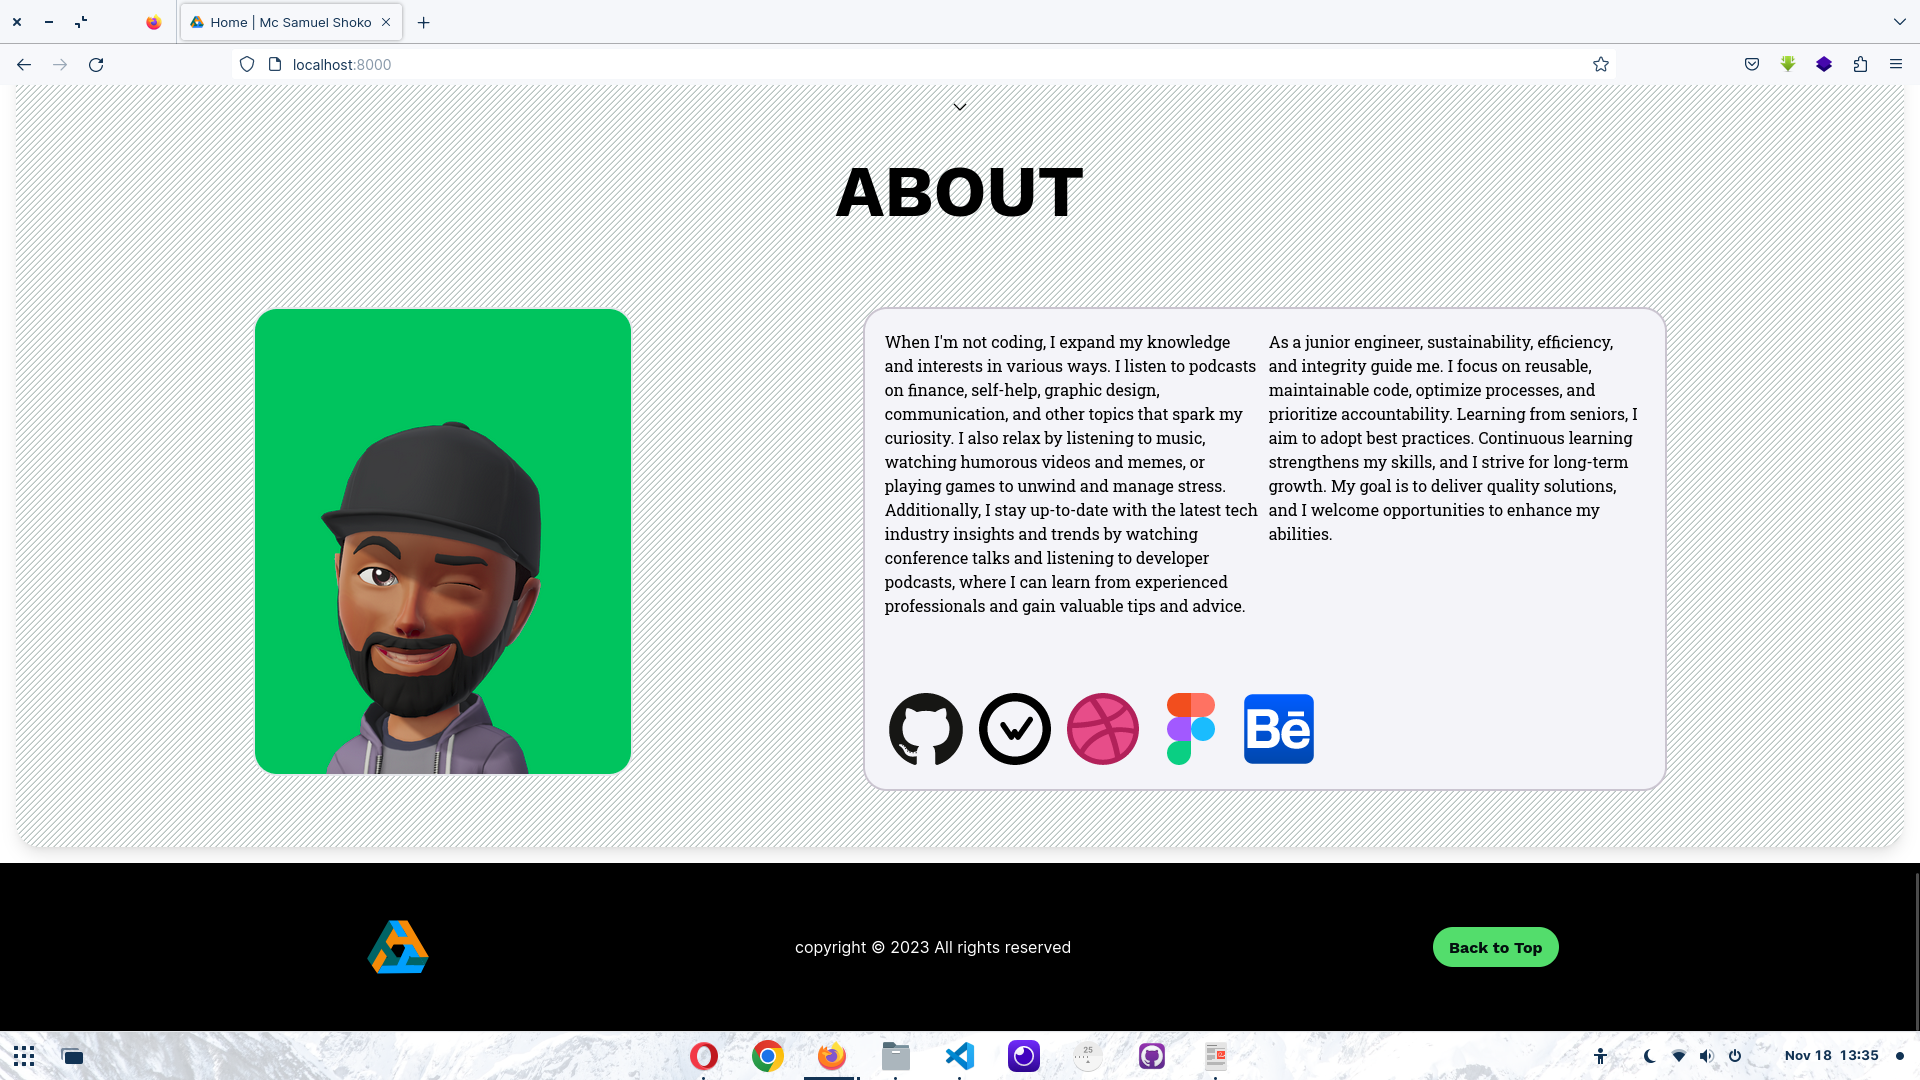 Home | Mc Samuel Shoko
localhost:8000
ABOUT
When I'm not coding, I expand my knowledge
and interests in various ways. I listen to podcasts
on finance, self-help, graphic design,
communication, and other topics that spark my
curiosity. I also relax by listening to music,
watching humorous videos and memes, or
playing games to unwind and manage stress.
Additionally, I stay up-to-date with the latest tech
industry insights and trends by watching
conference talks and listening to developer
podcasts, where I can learn from experienced
professionals and gain valuable tips and advice.
As a junior engineer, sustainability, efficiency,
and integrity guide me. I focus on reusable,
maintainable code, optimize processes, and
prioritize accountability. Learning from seniors, I
aim to adopt best practices. Continuous learning
strengthens my skills, and I strive for long-term
growth. My goal is to deliver quality solutions,
and I welcome opportunities to enhance my
abilities.
Bē
copyright © 2023 All rights reserved
Back to Top
25
Nov 18 13:35